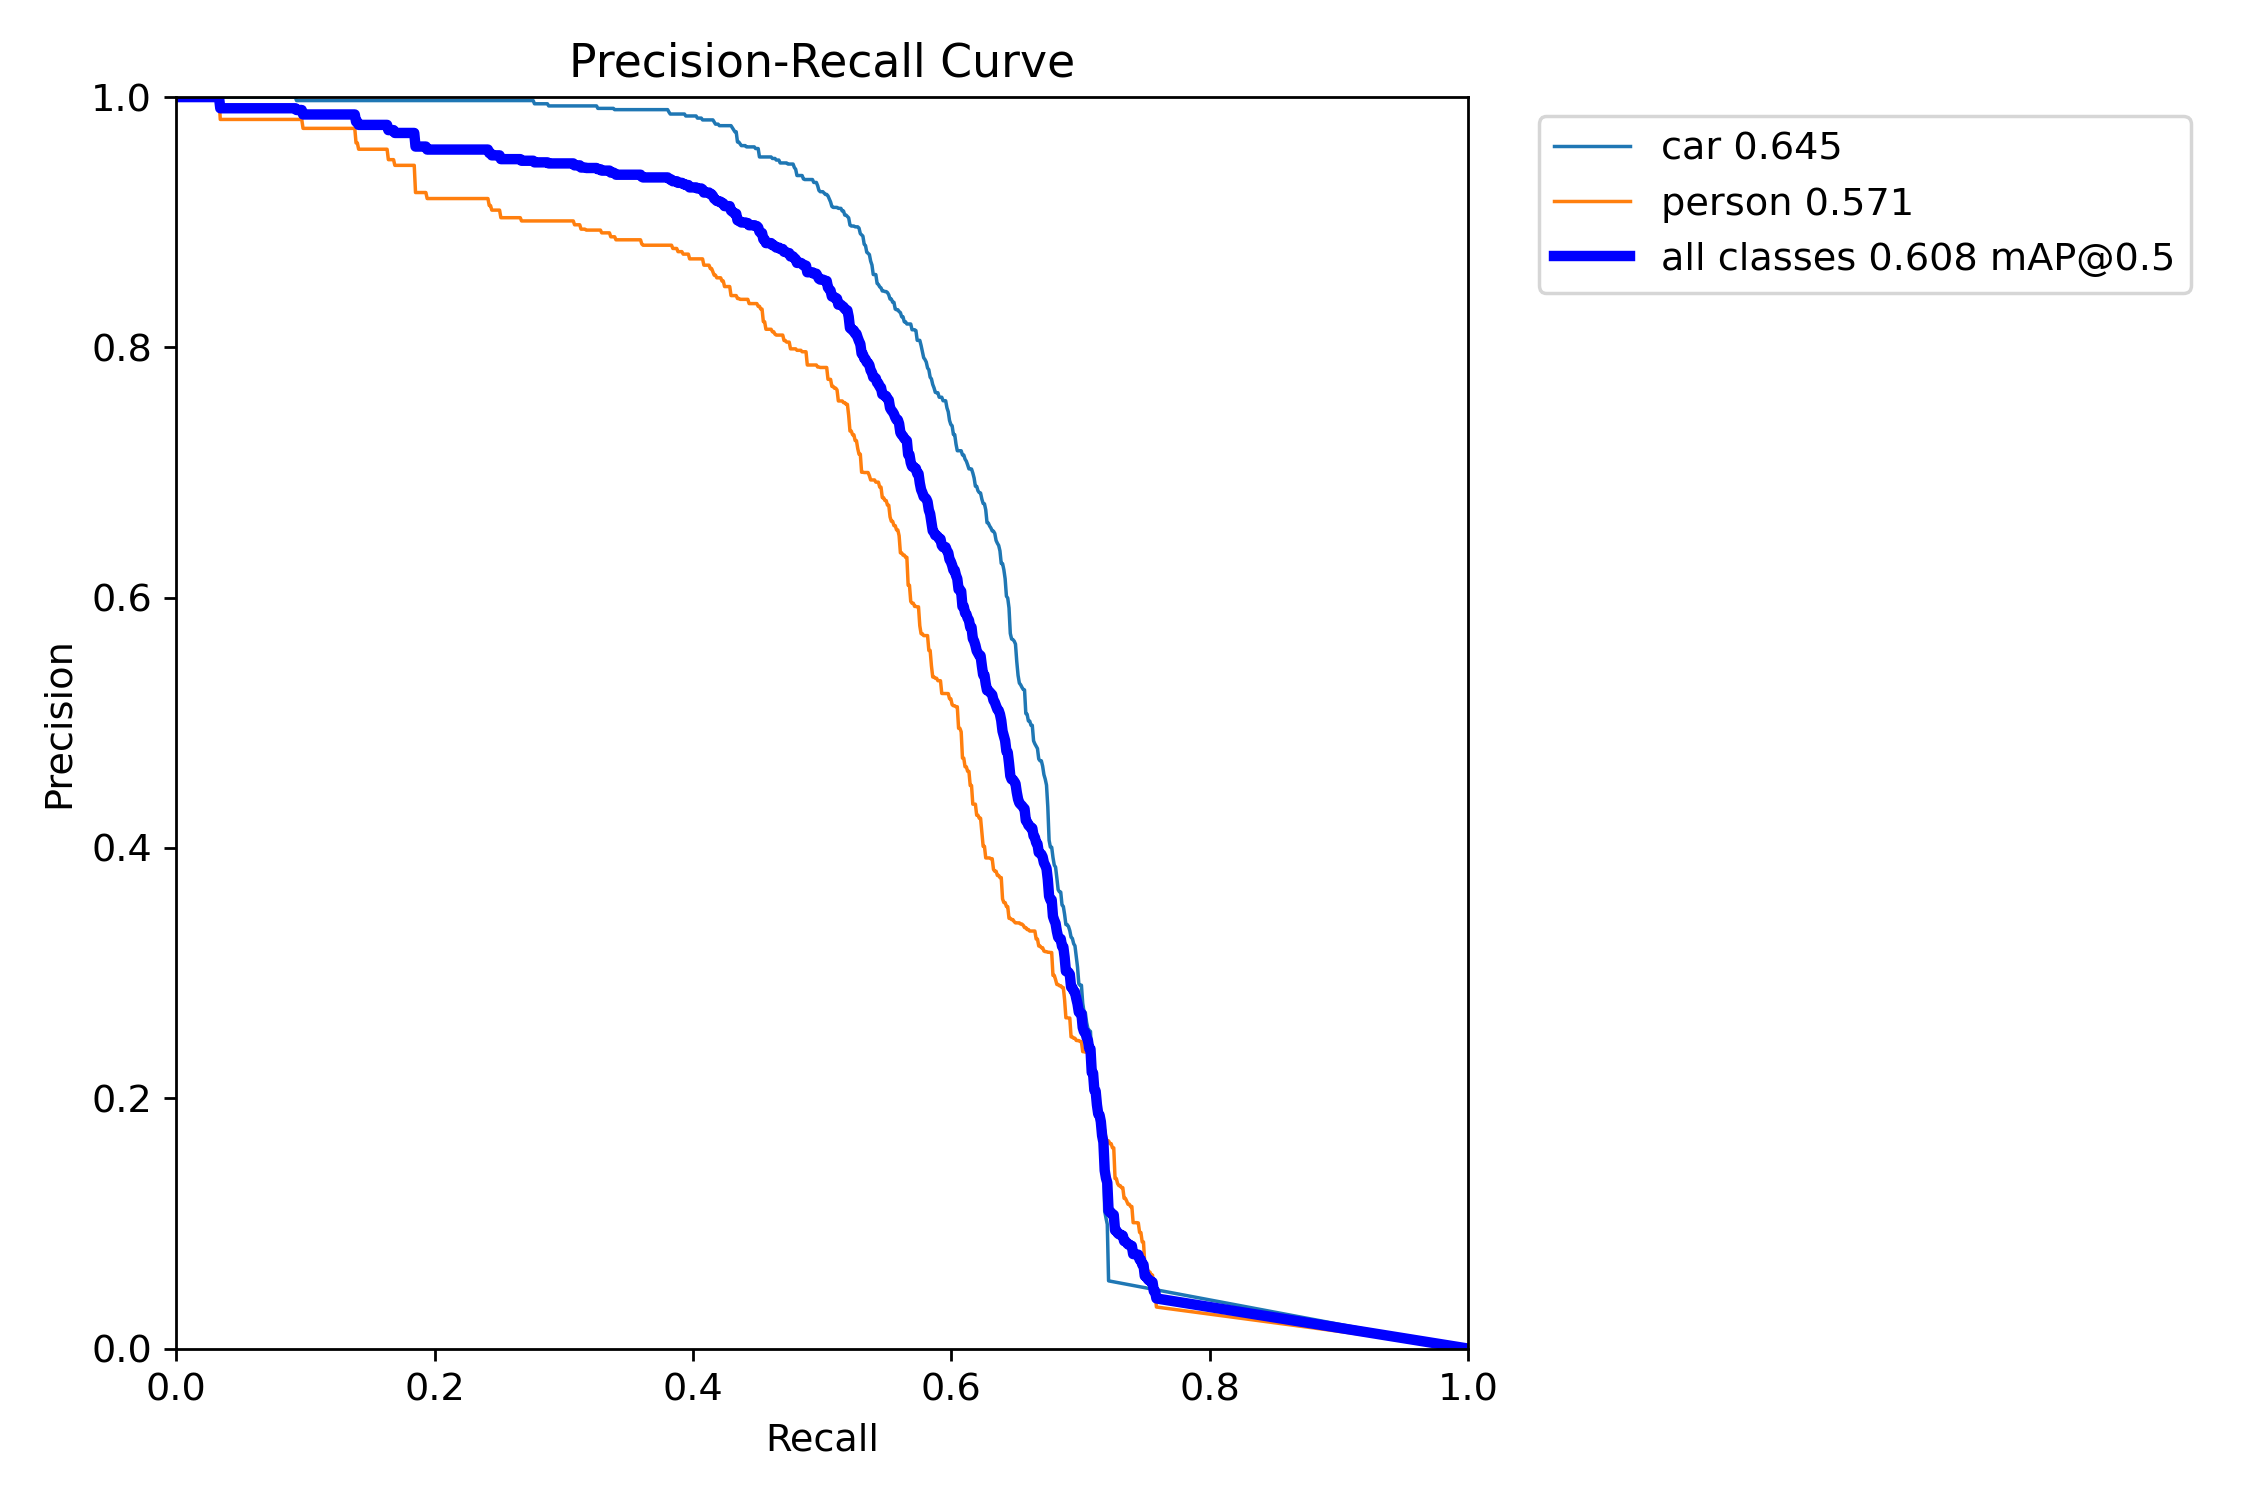 Precision-Recall Curve
1.0
0.8
0.6
0.4
0.2
0.0
Precision
0.0 0.2 0.4 0.6 0.8 1.0
Recall
car 0.645
person 0.571
all classes 0.608 mAP@0.5